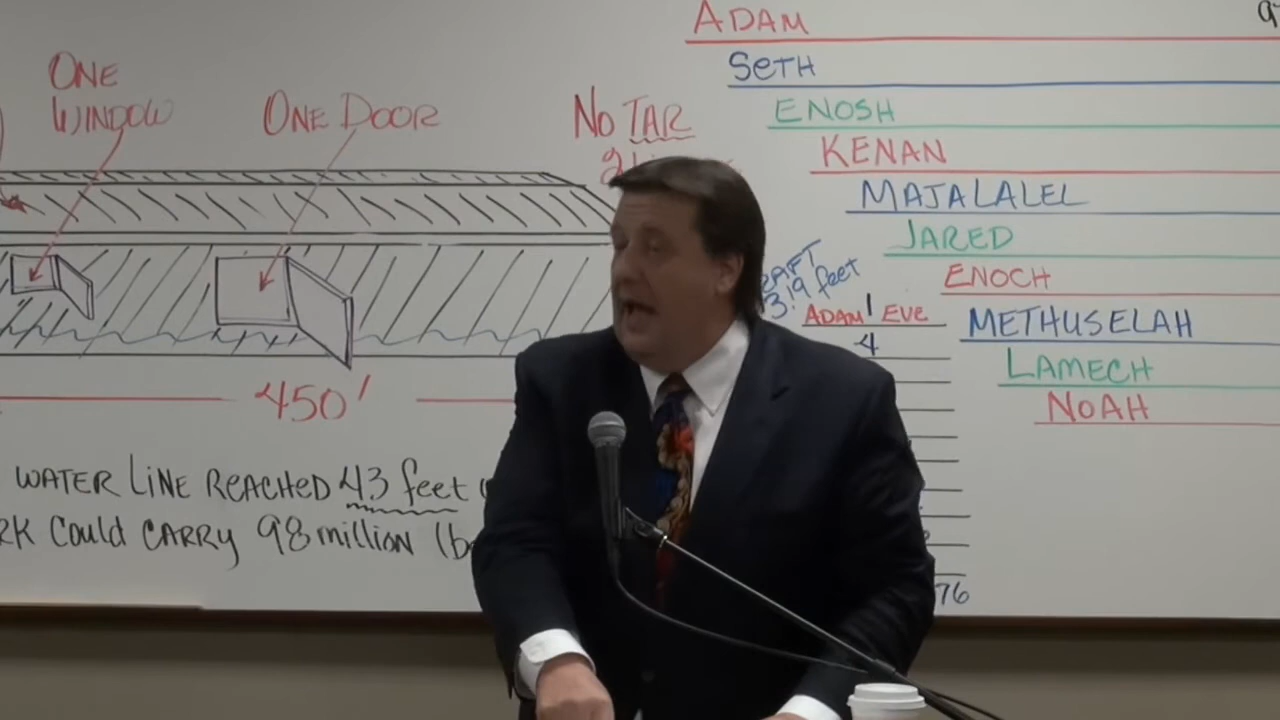 ONE
WINDOW
ONE DOOR
NO TAR
450'
WATER LINE REACHED 43 feet
COULD CARRY 98 million
ADAM
SETH
ENOSH
KENAN
MAJALALEL
JARED
ENOCH
METHUSELAH
LAMECH
NOAH
feet
ADAM EVE
4
76